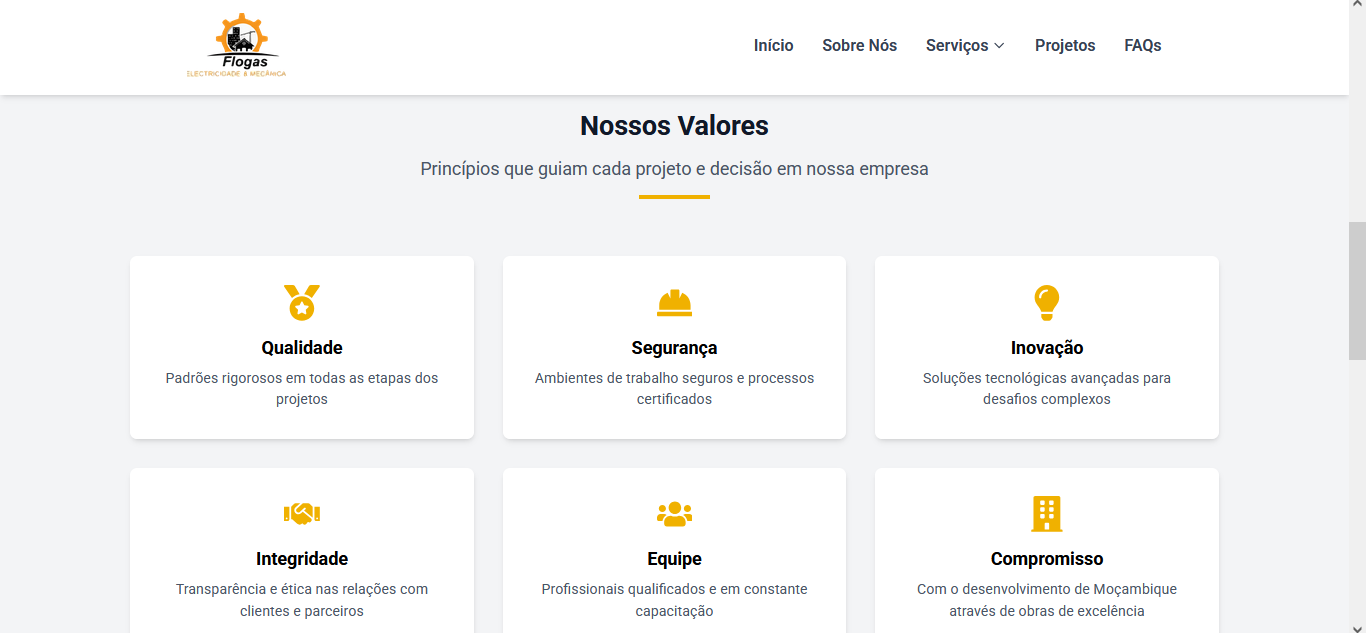 Flogas
ELECTRICIDADE & MECÂNICA
Início
Sobre Nós
Serviços
Projetos
FAQs
Nossos Valores
Princípios que guiam cada projeto e decisão em nossa empresa
Qualidade
Padrões rigorosos em todas as etapas dos
projetos
Segurança
Ambientes de trabalho seguros e processos
certificados
Inovação
Soluções tecnológicas avançadas para
desafios complexos
Integridade
Transparência e ética nas relações com
clientes e parceiros
Equipe
Profissionais qualificados e em constante
capacitação
Compromisso
Com o desenvolvimento de Moçambique
através de obras de excelência